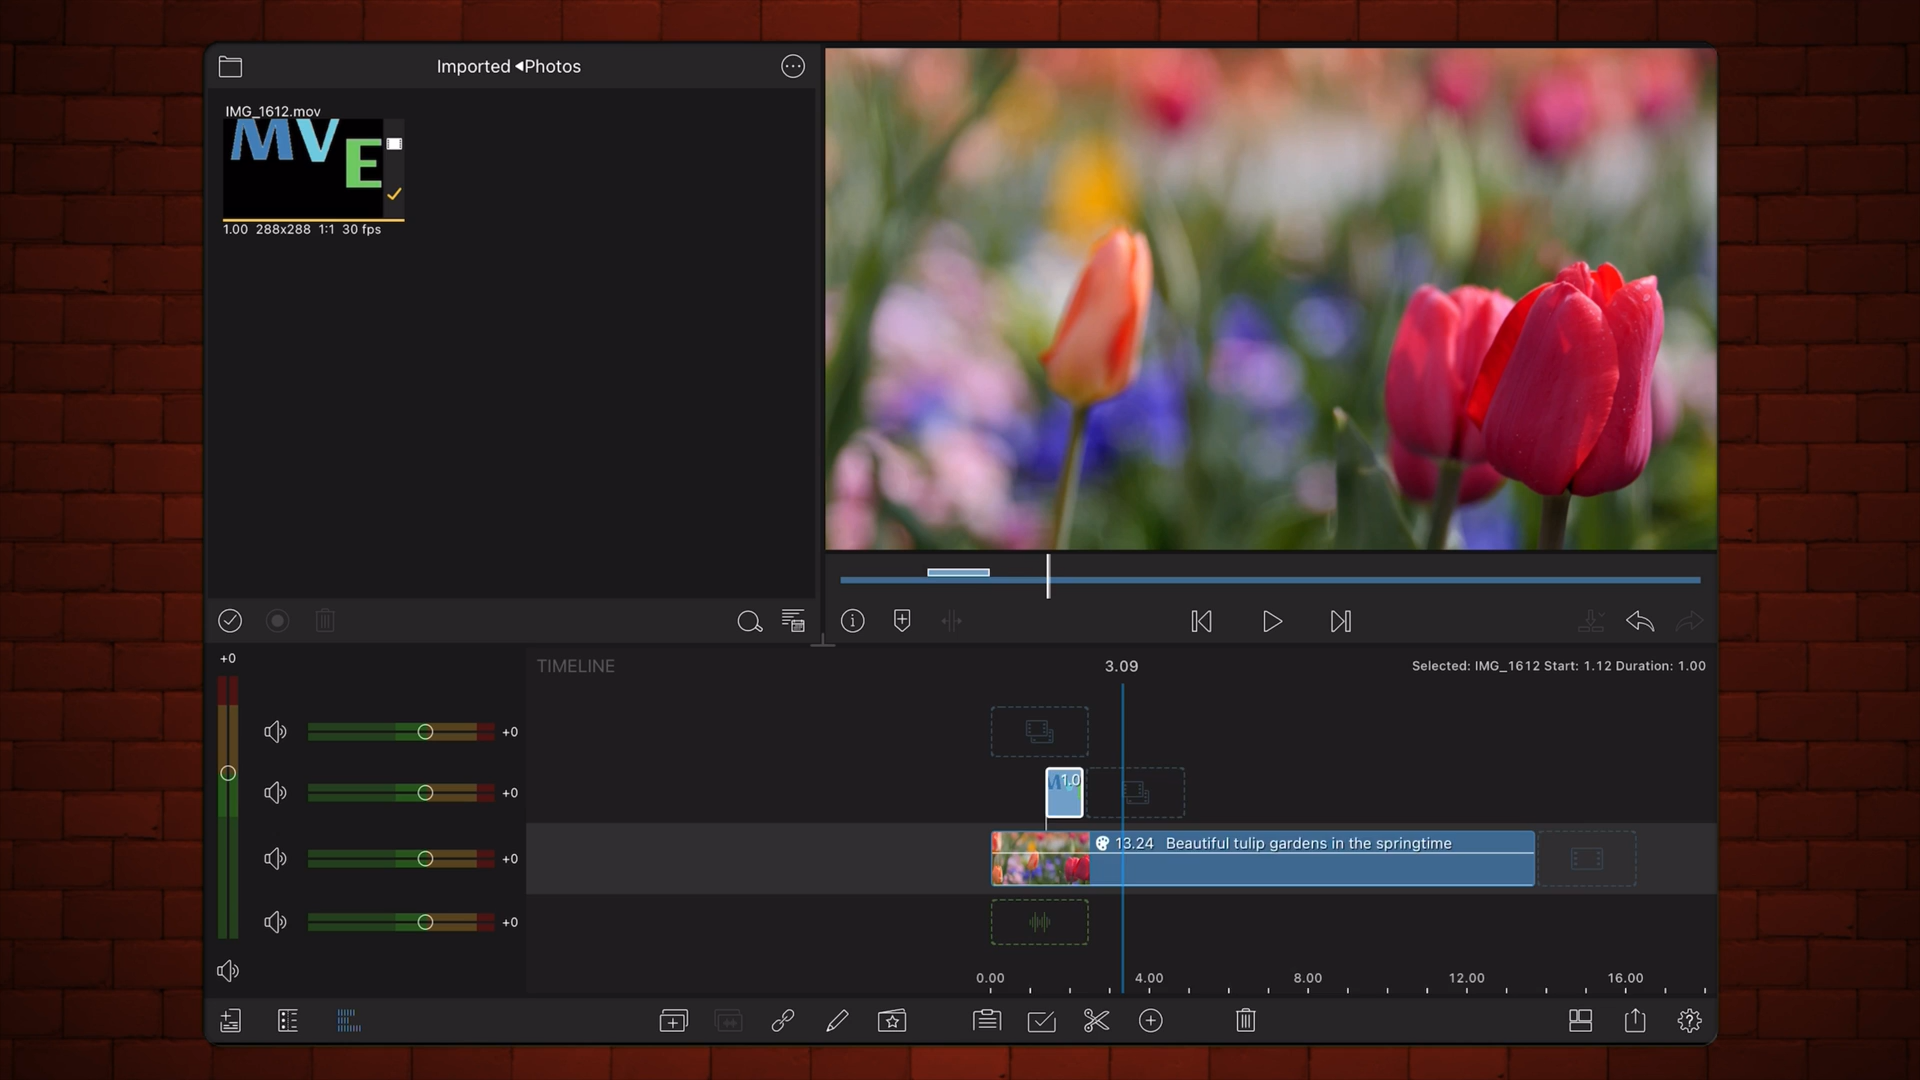 Imported ◂Photos
IMG_1612.mov
MVE
1.00 288x288 1:1 30 fps
+0
TIMELINE
3.09
Selected: IMG_1612 Start: 1.12 Duration: 1.00
+0
+0
1.0
+0
13.24 Beautiful tulip gardens in the springtime
+0
0.00 4.00 8.00 12.00 16.00